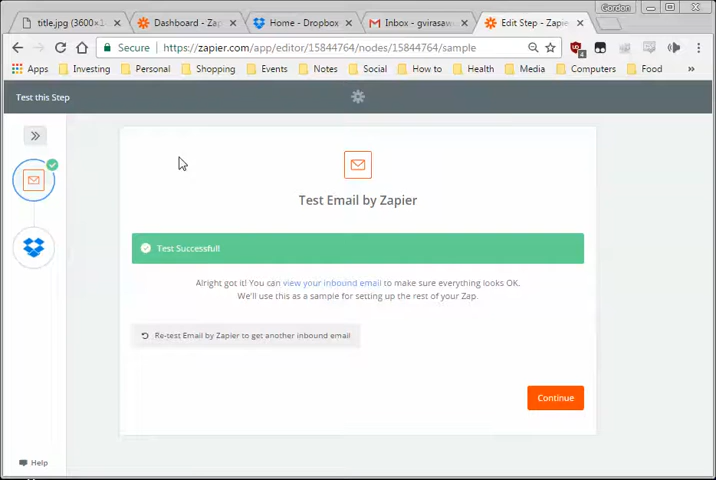 Gordon
title.jpg (3600×1
Dashboard - Zap
Home - Dropbox
Inbox - gvirasaw
Edit Step - Zapie
Secure
https://zapier.com/app/editor/15844764/nodes/15844764/sample
4
Apps Investing Personal Shopping Events Notes Social How to Health Media Computers Food »
Test this Step
Test Email by Zapier
Test Successful!
Alright got it! You can view your inbound email to make sure everything looks OK.
We'll use this as a sample for setting up the rest of your Zap.
Re-test Email by Zapier to get another inbound email
Continue
Help